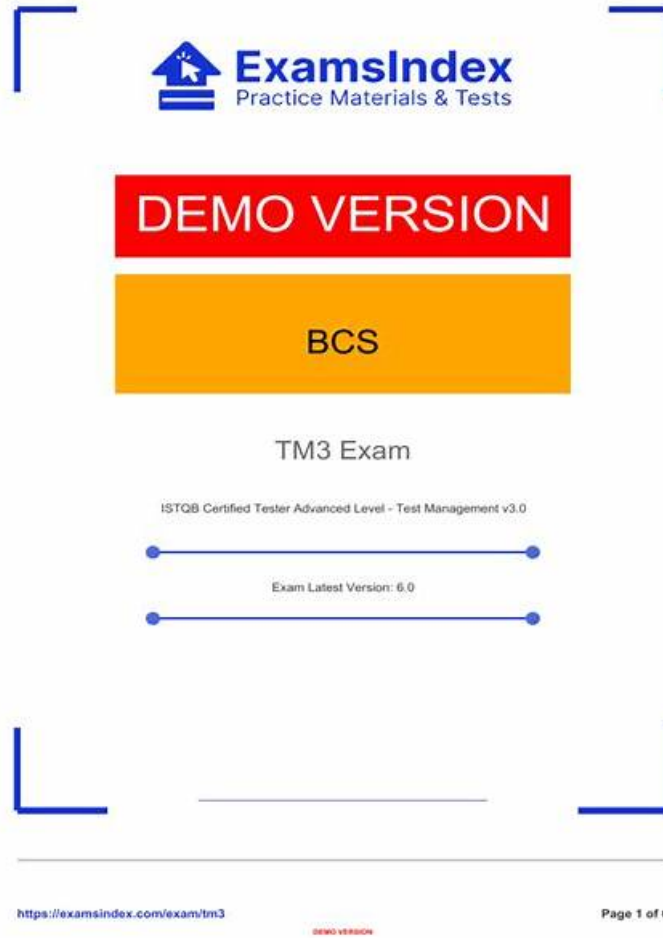 ExamsIndex
Practice Materials & Tests
DEMO VERSION
BCS
TM3 Exam
ISTQB Certified Tester Advanced Level - Test Management v3.0
Exam Latest Version: 6.0
https://examsindex.com/exam/tm3
Page 1 of
DEMO VERSION